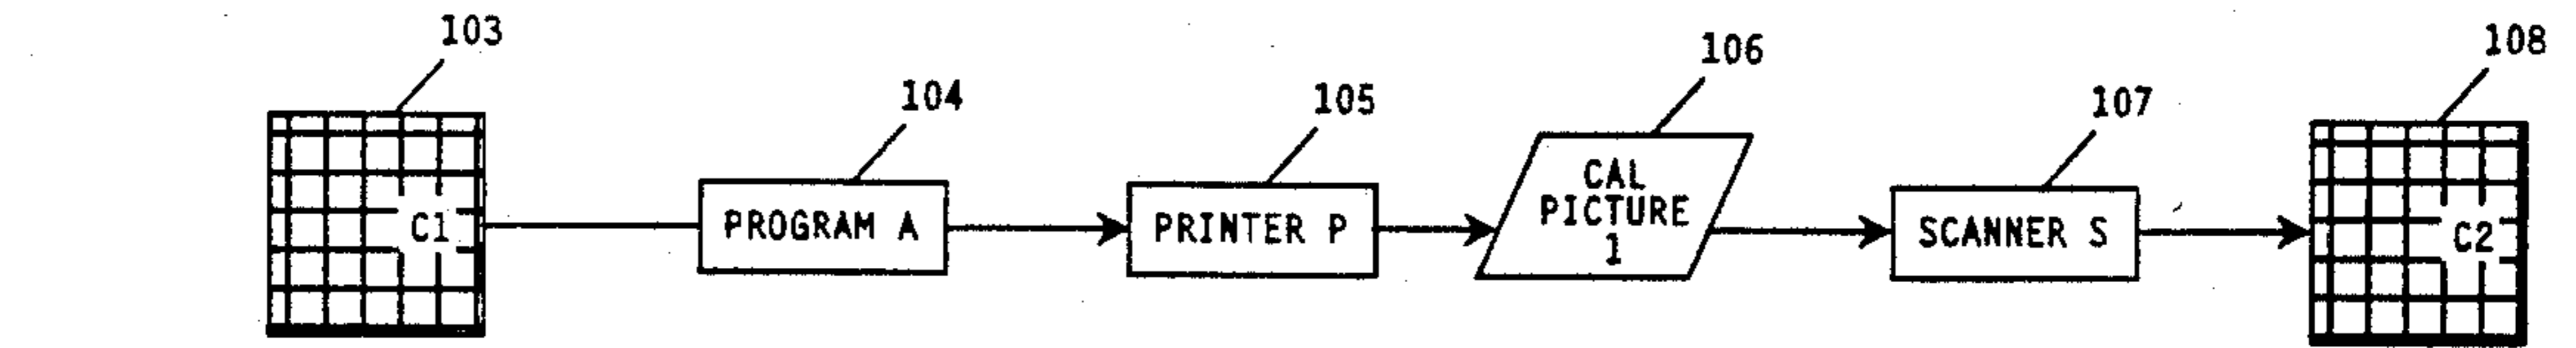 103
104
105
106
107
108
C1
PROGRAM A
PRINTER P
CAL
PICTURE
1
SCANNER S
C2